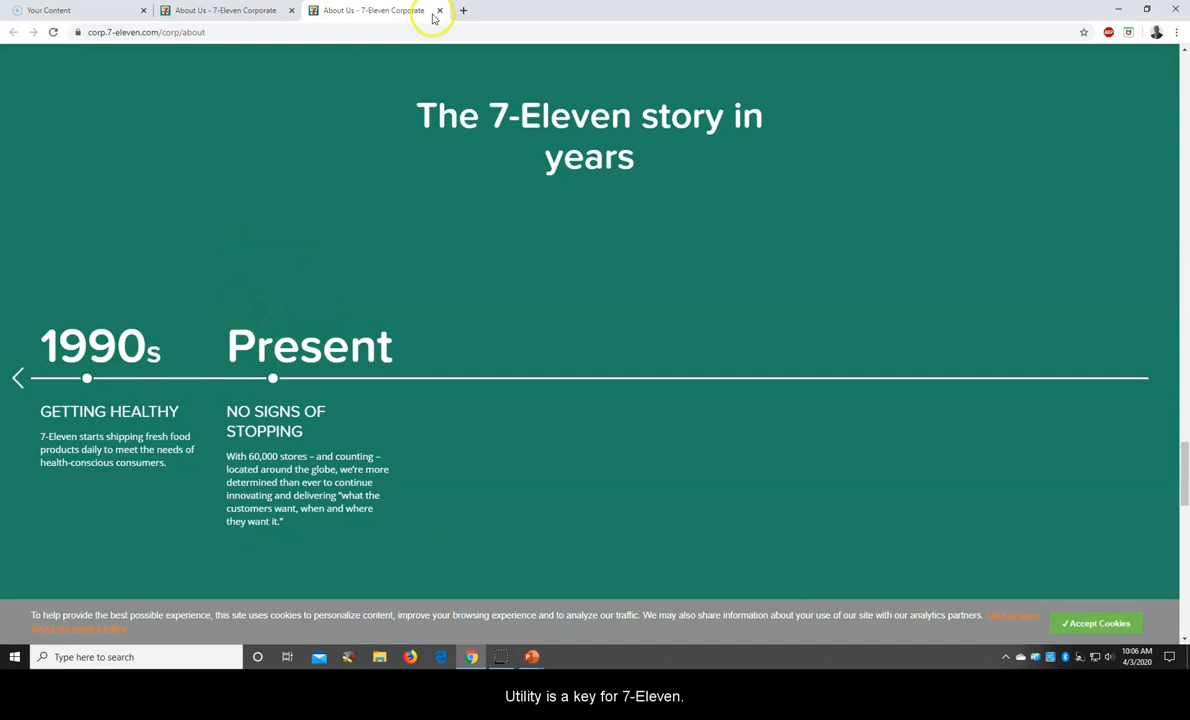 Your Content
About Us - 7-Eleven Corporate
About Us - 7-Eleven Corporate
corp.7-eleven.com/corp/about
ABP
The 7-Eleven story in
years
1990s
Present
GETTING HEALTHY
7-Eleven starts shipping fresh food
products daily to meet the needs of
health-conscious consumers.
NO SIGNS OF
STOPPING
With 60,000 stores – and counting –
located around the globe, we're more
determined than ever to continue
innovating and delivering "what the
customers want, when and where
they want it."
To help provide the best possible experience, this site uses cookies to personalize content, improve your browsing experience and to analyze our traffic. We may also share information about your use of our site with our analytics partners.
✓Accept Cookies
Type here to search
10:06 AM
4/3/2020
Utility is a key for 7-Eleven.